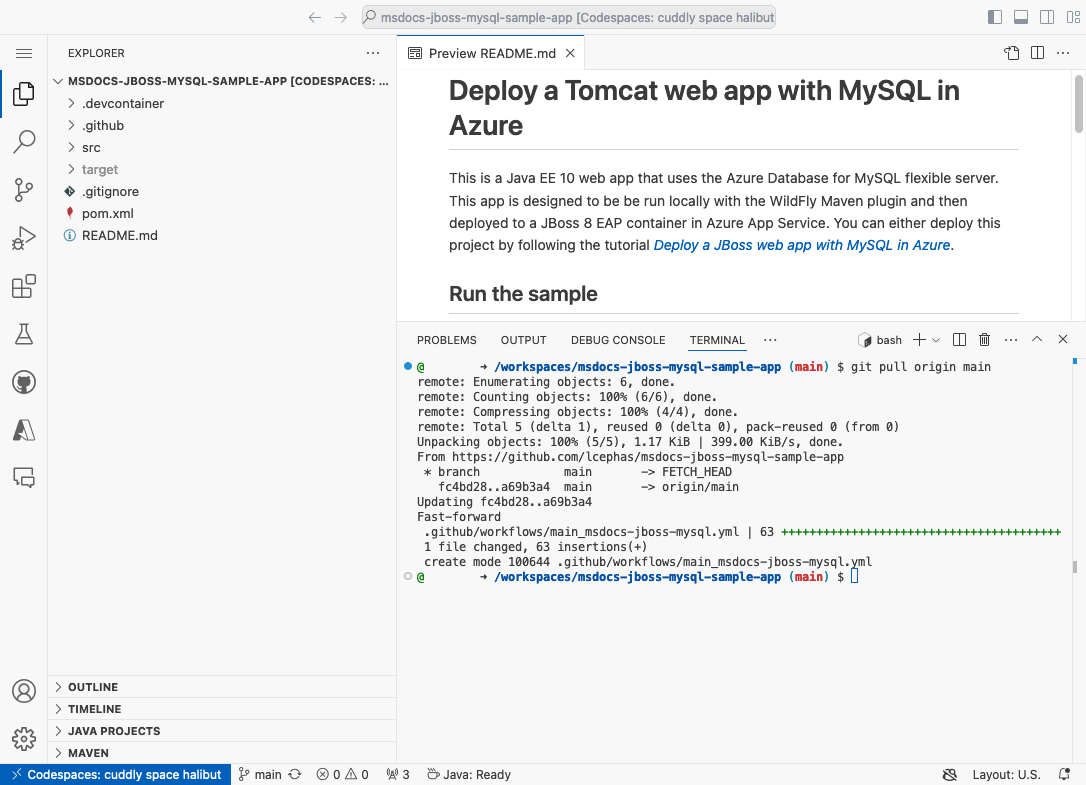 msdocs-jboss-mysql-sample-app [Codespaces: cuddly space halibut
EXPLORER
MSDOCS-JBOSS-MYSQL-SAMPLE-APP [CODESPACES: ...
.devcontainer
.github
src
target
.gitignore
pom.xml
README.md
OUTLINE
TIMELINE
JAVA PROJECTS
MAVEN
Preview README.md
Deploy a Tomcat web app with MySQL in
Azure
This is a Java EE 10 web app that uses the Azure Database for MySQL flexible server.
This app is designed to be be run locally with the WildFly Maven plugin and then
deployed to a JBoss 8 EAP container in Azure App Service. You can either deploy this
project by following the tutorial Deploy a JBoss web app with MySQL in Azure.
Run the sample
PROBLEMS OUTPUT DEBUG CONSOLE TERMINAL ··· bash
@ → /workspaces/msdocs-jboss-mysql-sample-app (main) $ git pull origin main
remote: Enumerating objects: 6, done.
remote: Counting objects: 100% (6/6), done.
remote: Compressing objects: 100% (4/4), done.
remote: Total 5 (delta 1), reused 0 (delta 0), pack-reused 0 (from 0)
Unpacking objects: 100% (5/5), 1.17 KiB | 399.00 KiB/s, done.
From https://github.com/lcephas/msdocs-jboss-mysql-sample-app
* branch main -> FETCH_HEAD
fc4bd28..a69b3a4 main -> origin/main
Updating fc4bd28..a69b3a4
Fast-forward
.github/workflows/main_msdocs-jboss-mysql.yml | 63 ++++++++++++++++++++++++++++++++++++++++
1 file changed, 63 insertions(+)
create mode 100644 .github/workflows/main_msdocs-jboss-mysql.yml
@ → /workspaces/msdocs-jboss-mysql-sample-app (main) $
Codespaces: cuddly space halibut main 0 0 3 Java: Ready Layout: U.S.